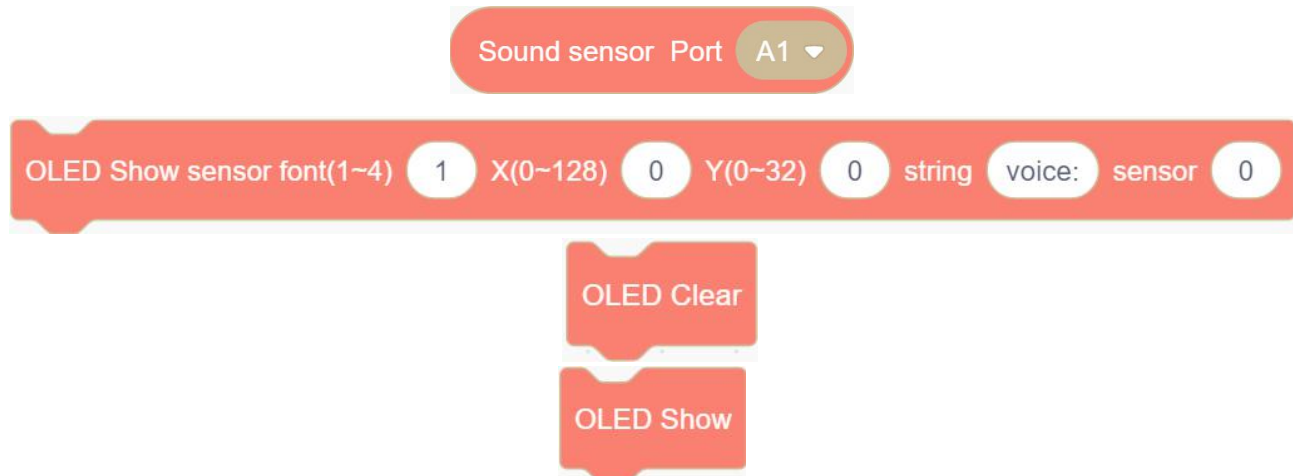 Sound sensor Port A1
OLED Show sensor font(1~4) 1 X(0~128) 0 Y(0~32) 0 string voice: sensor 0
OLED Clear
OLED Show